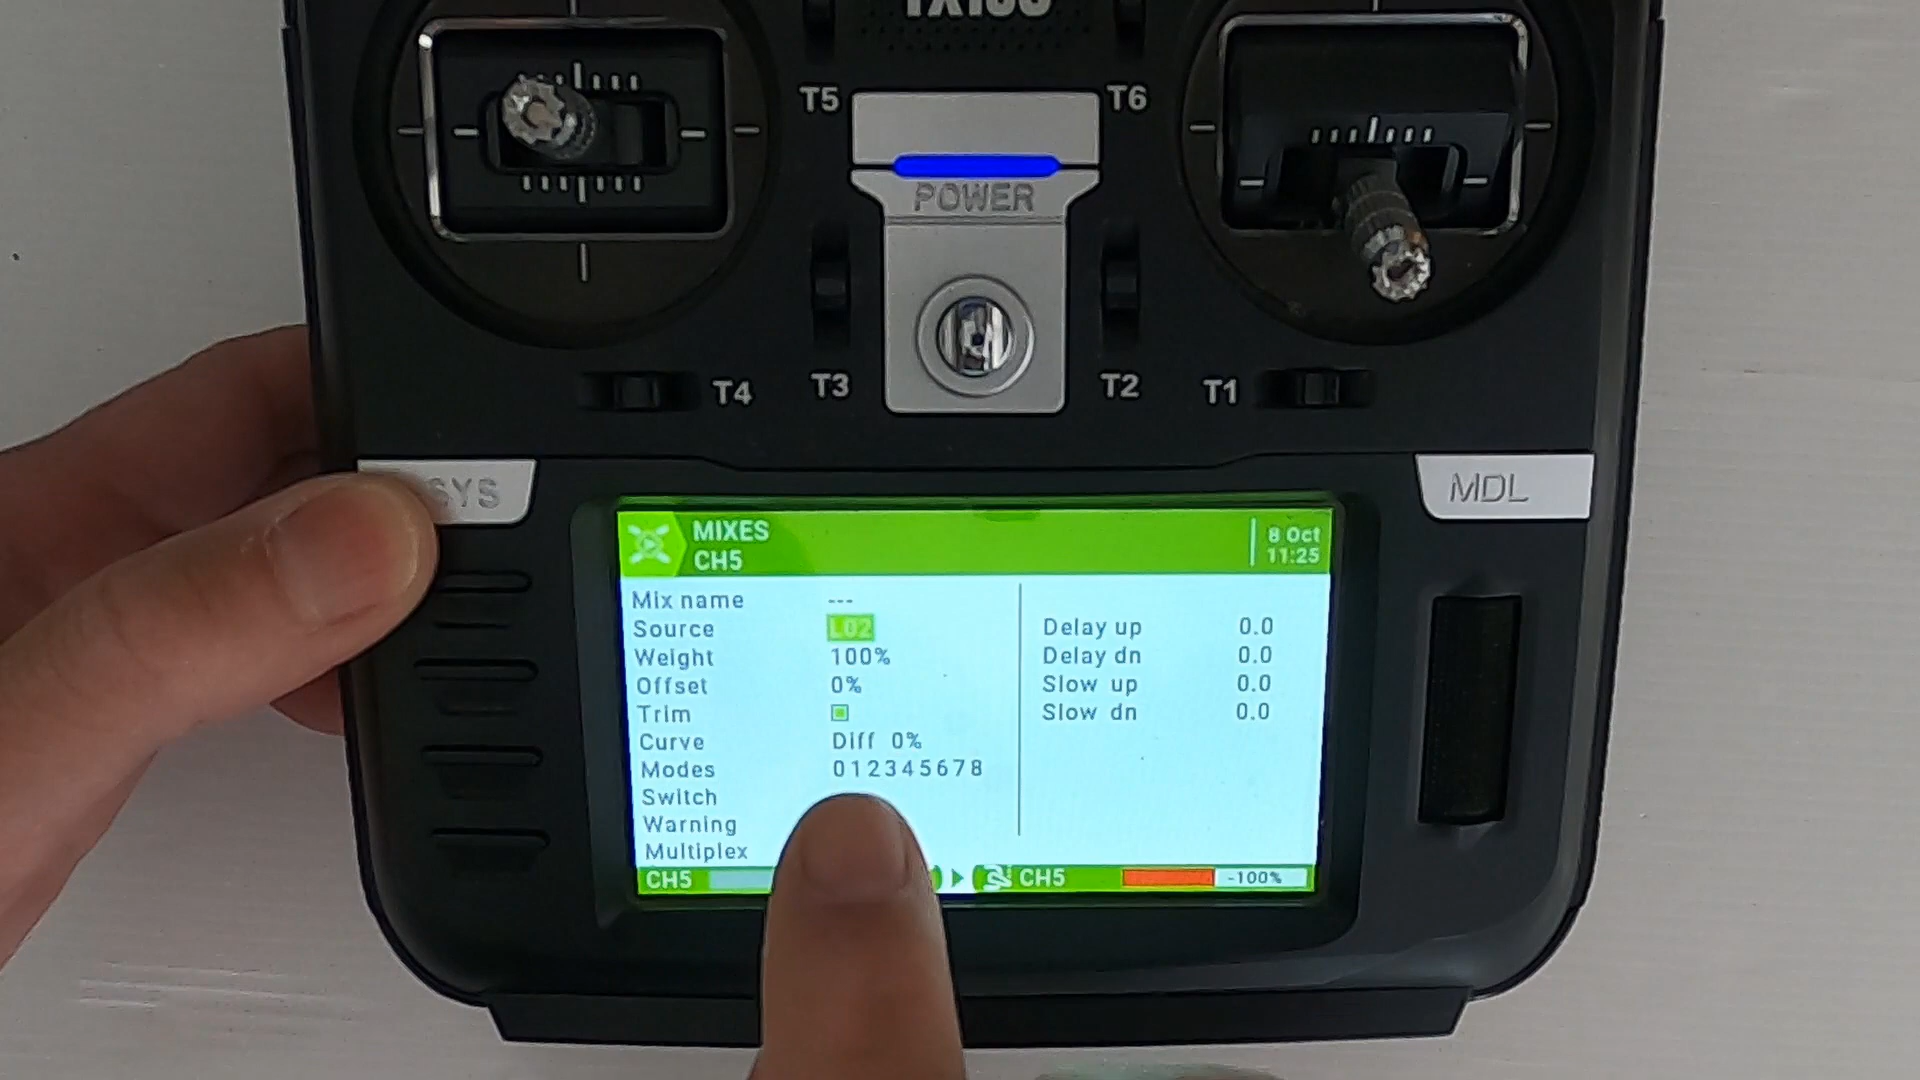 T5
T6
POWER
T4
T3
T2
T1
SYS
MDL
MIXES
CH5
8 Oct
11:25
Mix name ---
Source L02
Weight 100%
Offset 0%
Trim
Curve Diff 0%
Modes 012345678
Switch
Warning
Multiplex
Delay up 0.0
Delay dn 0.0
Slow up 0.0
Slow dn 0.0
CH5
CH5 -100%